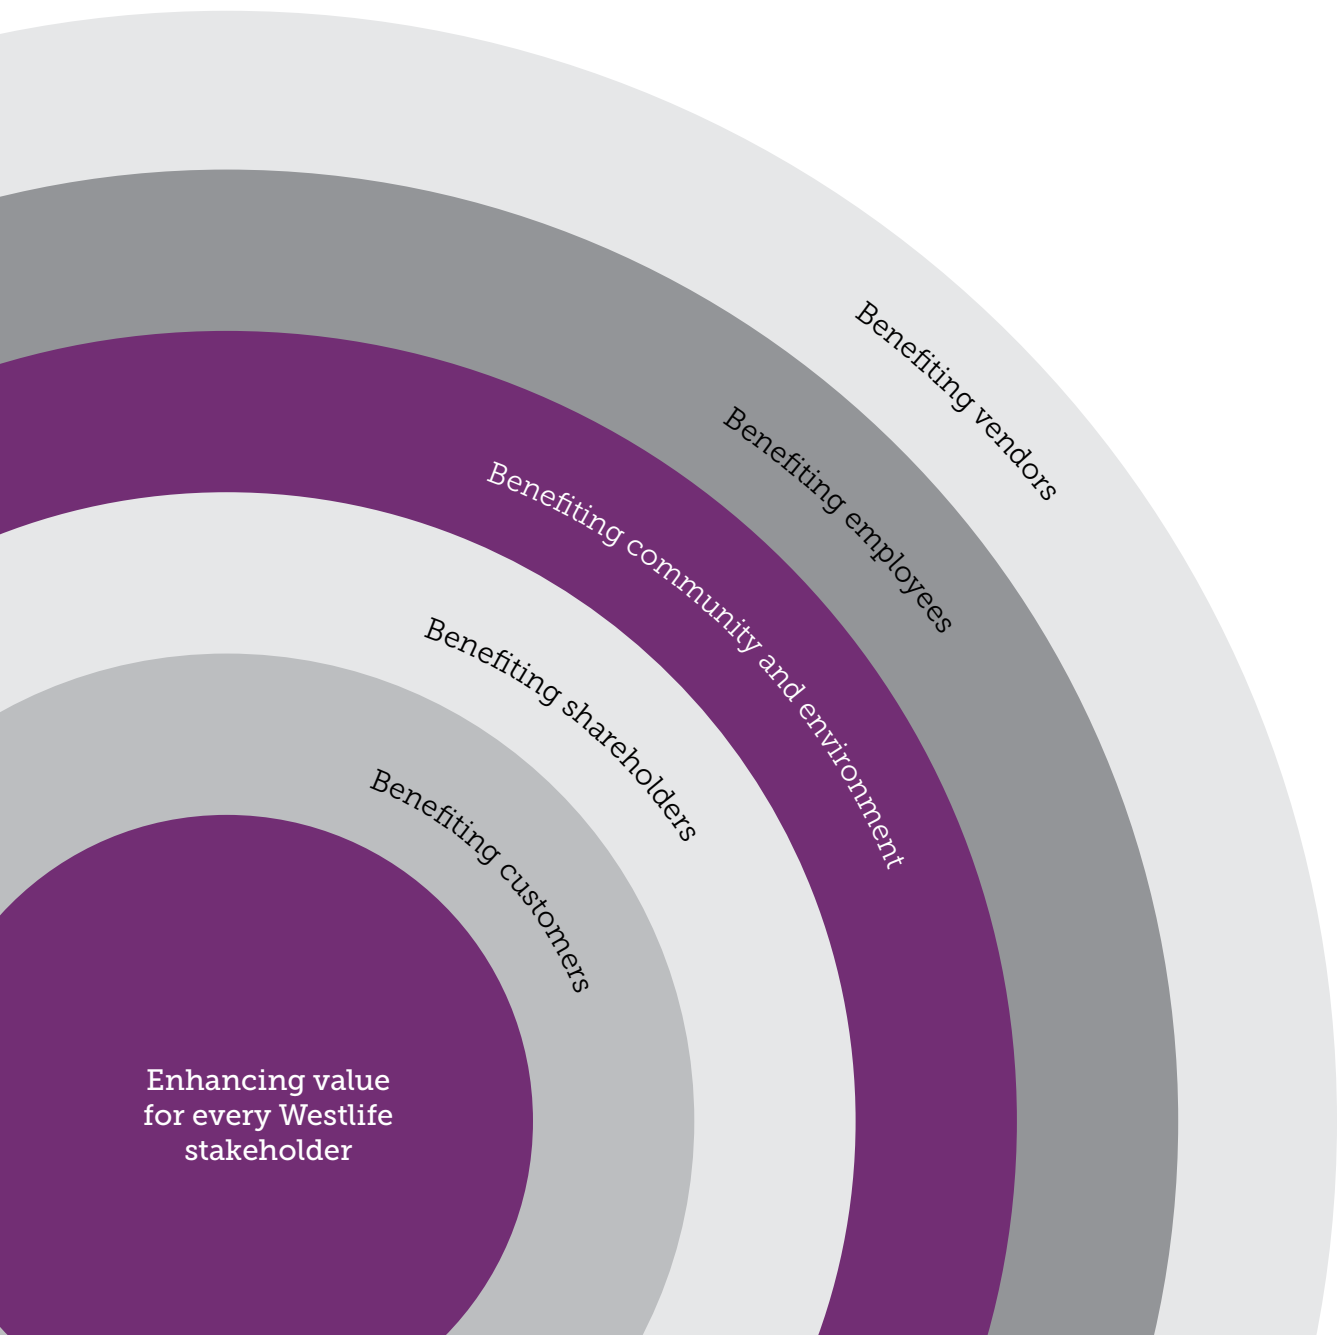 Benefiting vendors
Benefiting employees
Benefiting community and environment
Benefiting shareholders
Benefiting customers
Enhancing value
for every Westlife
stakeholder